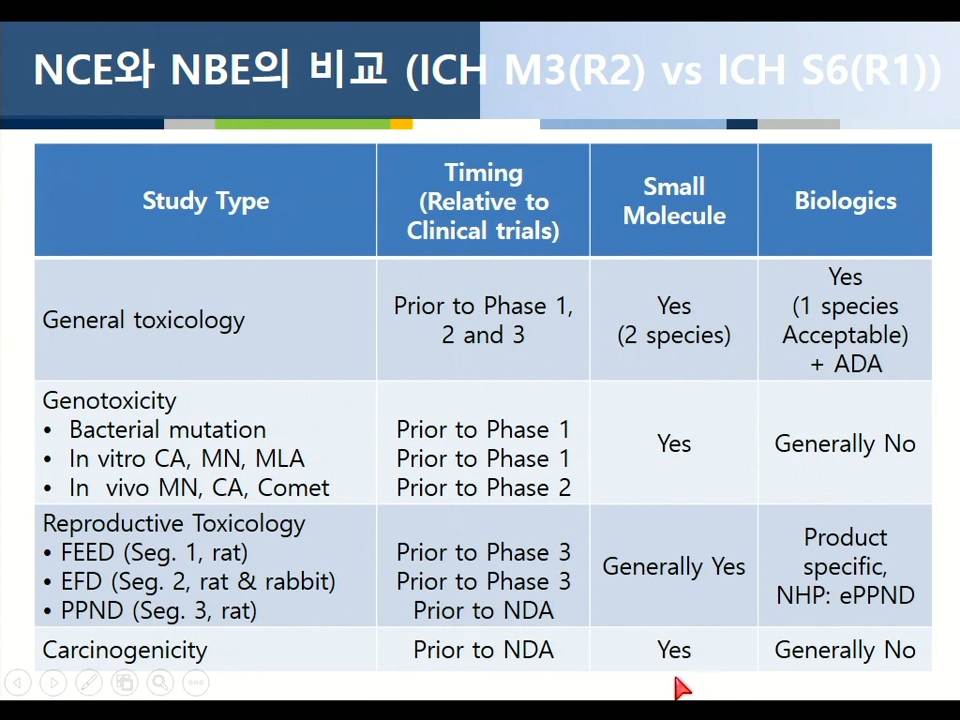 NCE와 NBE의 비교 (ICH M3(R2) vs ICH S6(R1))
Study Type
Timing
(Relative to
Clinical trials)
Small
Molecule
Biologics
General toxicology
Prior to Phase 1,
2 and 3
Yes
(2 species)
Yes
(1 species
Acceptable)
+ ADA
Genotoxicity
• Bacterial mutation
• In vitro CA, MN, MLA
• In vivo MN, CA, Comet
Prior to Phase 1
Prior to Phase 1
Prior to Phase 2
Yes
Generally No
Reproductive Toxicology
• FEED (Seg. 1, rat)
• EFD (Seg. 2, rat & rabbit)
• PPND (Seg. 3, rat)
Prior to Phase 3
Prior to Phase 3
Prior to NDA
Generally Yes
Product
specific,
NHP: ePPND
Carcinogenicity
Prior to NDA
Yes
Generally No